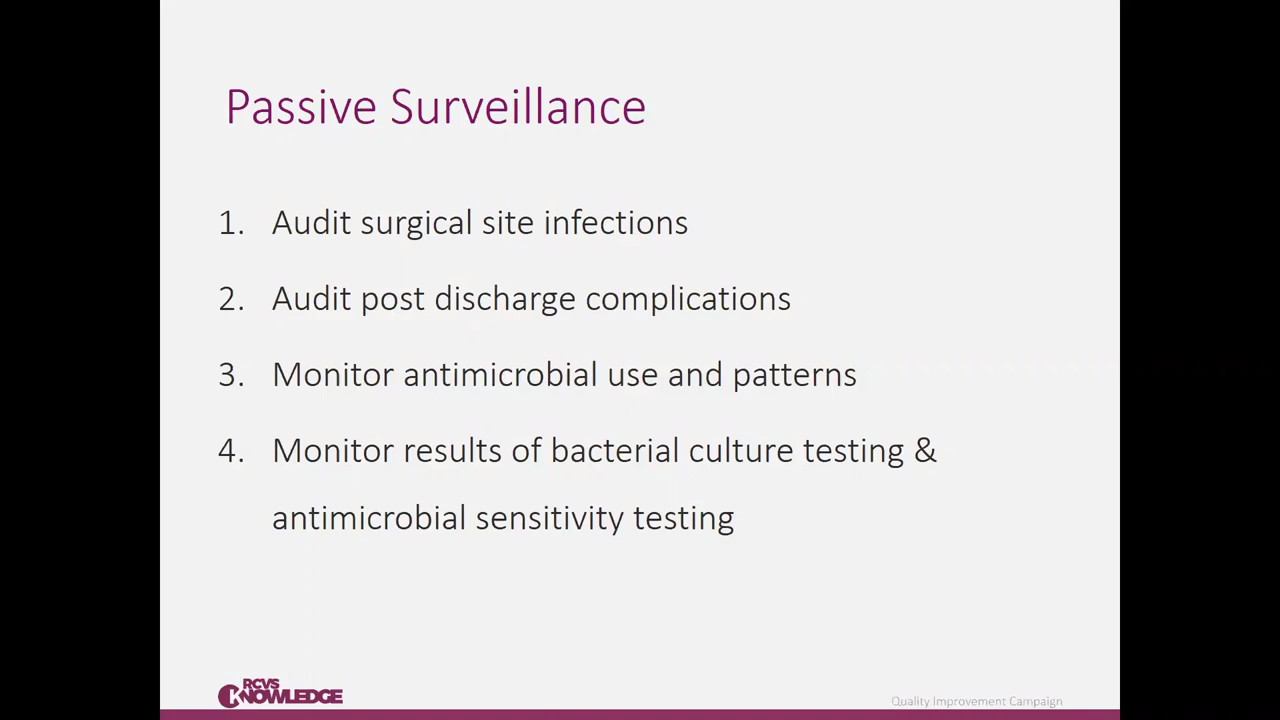 Passive Surveillance
1. Audit surgical site infections
2. Audit post discharge complications
3. Monitor antimicrobial use and patterns
4. Monitor results of bacterial culture testing &
antimicrobial sensitivity testing
RCVS
KNOWLEDGE
Quality Improvement Campaign